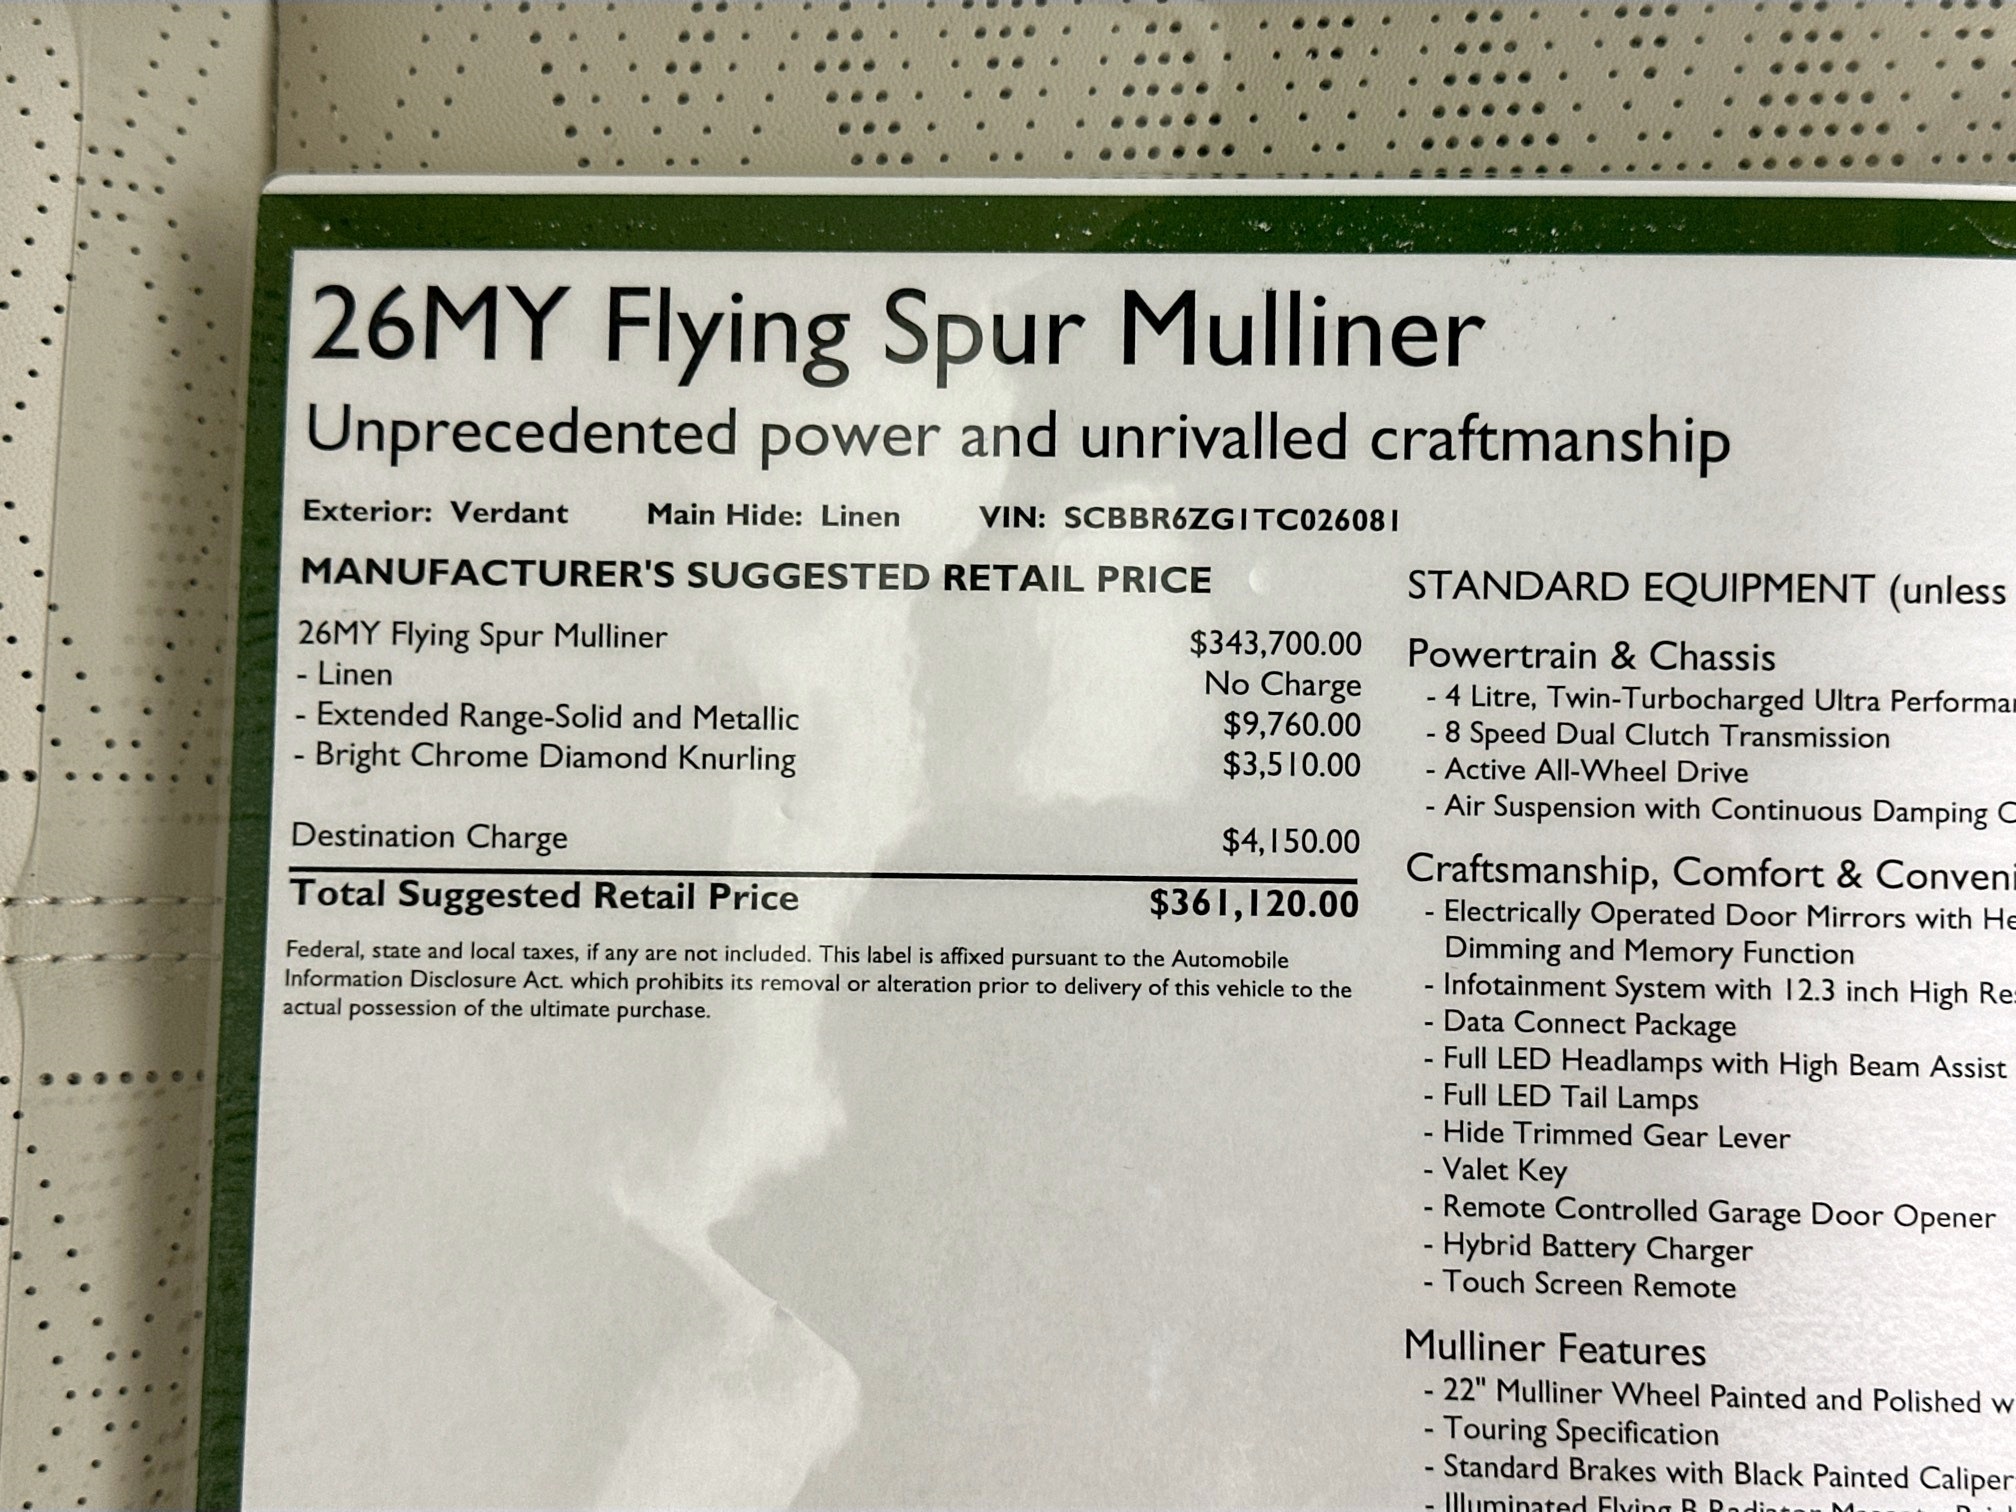 26MY Flying Spur Mulliner
Unprecedented power and unrivalled craftmanship
Exterior: Verdant Main Hide: Linen VIN: SCBBR6ZG1TC026081
MANUFACTURER'S SUGGESTED RETAIL PRICE
26MY Flying Spur Mulliner $343,700.00
- Linen No Charge
- Extended Range-Solid and Metallic $9,760.00
- Bright Chrome Diamond Knurling $3,510.00
Destination Charge $4,150.00
Total Suggested Retail Price $361,120.00
Federal, state and local taxes, if any are not included. This label is affixed pursuant to the Automobile
Information Disclosure Act. which prohibits its removal or alteration prior to delivery of this vehicle to the
actual possession of the ultimate purchase.
STANDARD EQUIPMENT (unless
Powertrain & Chassis
- 4 Litre, Twin-Turbocharged Ultra
- 8 Speed Dual Clutch Transmission
- Active All-Wheel Drive
- Air Suspension with Continuous Damping
Craftsmanship, Comfort &
- Electrically Operated Door Mirrors with
Dimming and Memory Function
- Infotainment System with 12.3 inch High
- Data Connect Package
- Full LED Headlamps with High Beam Assist
- Full LED Tail Lamps
- Hide Trimmed Gear Lever
- Valet Key
- Remote Controlled Garage Door Opener
- Hybrid Battery Charger
- Touch Screen Remote
Mulliner Features
- 22" Mulliner Wheel Painted and Polished
- Touring Specification
- Standard Brakes with Black Painted
- Illuminated Flying B